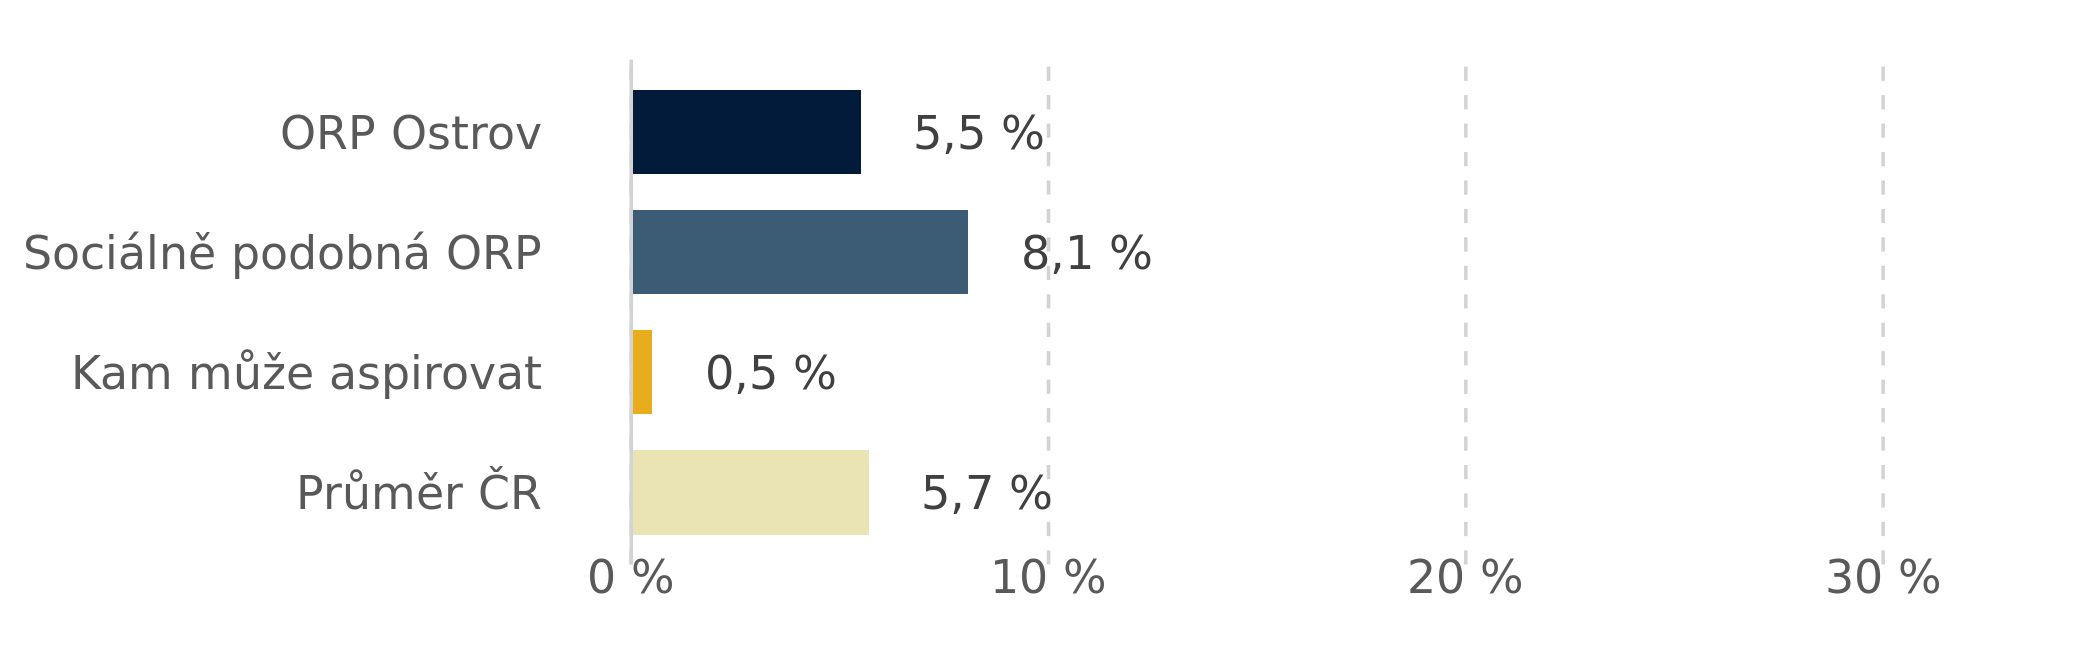 ORP Ostrov 5,5 %
Sociálně podobná ORP 8,1 %
Kam může aspirovat 0,5 %
Průměr ČR 5,7 %
0 % 10 % 20 % 30 %